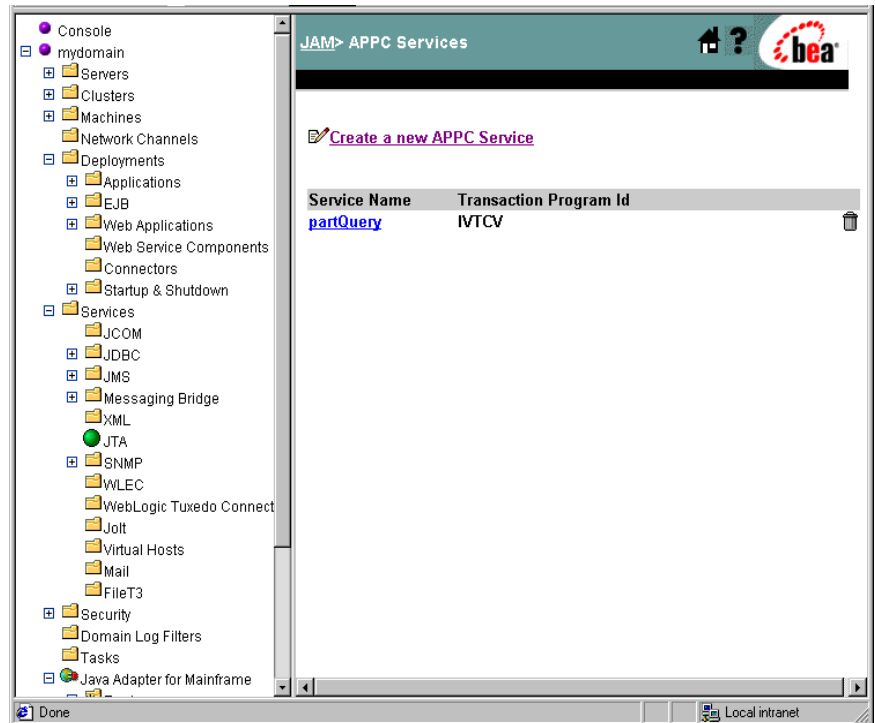 Console
mydomain
Servers
Clusters
Machines
Network Channels
Deployments
Applications
EJB
Web Applications
Web Service Components
Connectors
Startup & Shutdown
Services
JCOM
JDBC
JMS
Messaging Bridge
XML
JTA
SNMP
WLEC
WebLogic Tuxedo Connect
Jolt
Virtual Hosts
Mail
FileT3
Security
Domain Log Filters
Tasks
Java Adapter for Mainframe
JAM> APPC Services
? bea
Create a new APPC Service
Service Name Transaction Program Id
partQuery IVTCV
Done Local intranet